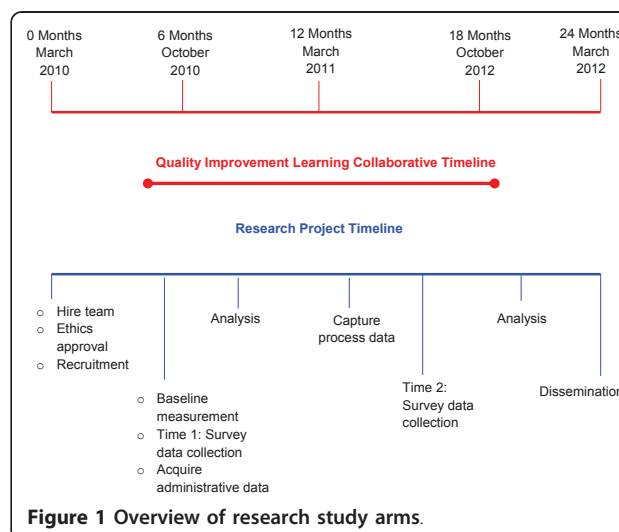 0 Months
March
2010
6 Months
October
2010
12 Months
March
2011
18 Months
October
2012
24 Months
March
2012
Quality Improvement Learning Collaborative Timeline
Research Project Timeline
o Hire team
o Ethics
approval
o Recruitment
o Baseline
measurement
o Time 1: Survey
data collection
o Acquire
administrative data
Analysis
Capture
process data
Time 2:
Survey data
collection
Analysis
Dissemination
Figure 1 Overview of research study arms.